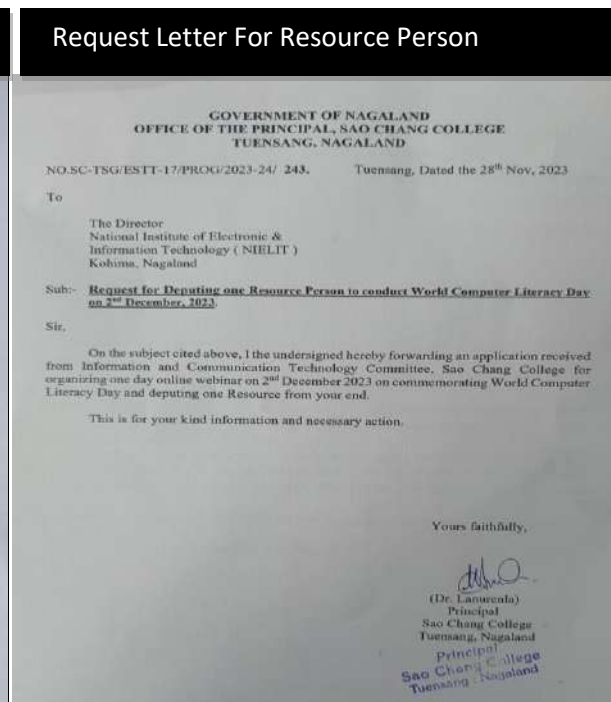 Request Letter For Resource Person
GOVERNMENT OF NAGALAND
OFFICE OF THE PRINCIPAL, SAO CHANG COLLEGE
TUENSANG, NAGALAND
NO.SC-TSG/ESTT-17/PROG/2023-24/ 243. Tuensang, Dated the 28th Nov, 2023
To
The Director
National Institute of Electronic &
Information Technology ( NIELIT )
Kohima, Nagaland
Sub:- Request for Deputing one Resource Person to conduct World Computer Literacy Day
on 2nd December, 2023.
Sir,
On the subject cited above, I the undersigned hereby forwarding an application received
from Information and Communication Technology Committee, Sao Chang College for
organizing one day online webinar on 2nd December 2023 on commemorating World Computer
Literacy Day and deputing one Resource from your end.
This is for your kind information and necessary action.
Yours faithfully,
(Dr. Lanurenla)
Principal
Sao Chang College
Tuensang, Nagaland
Principal
Sao Chang College
Tuensang : Nagaland